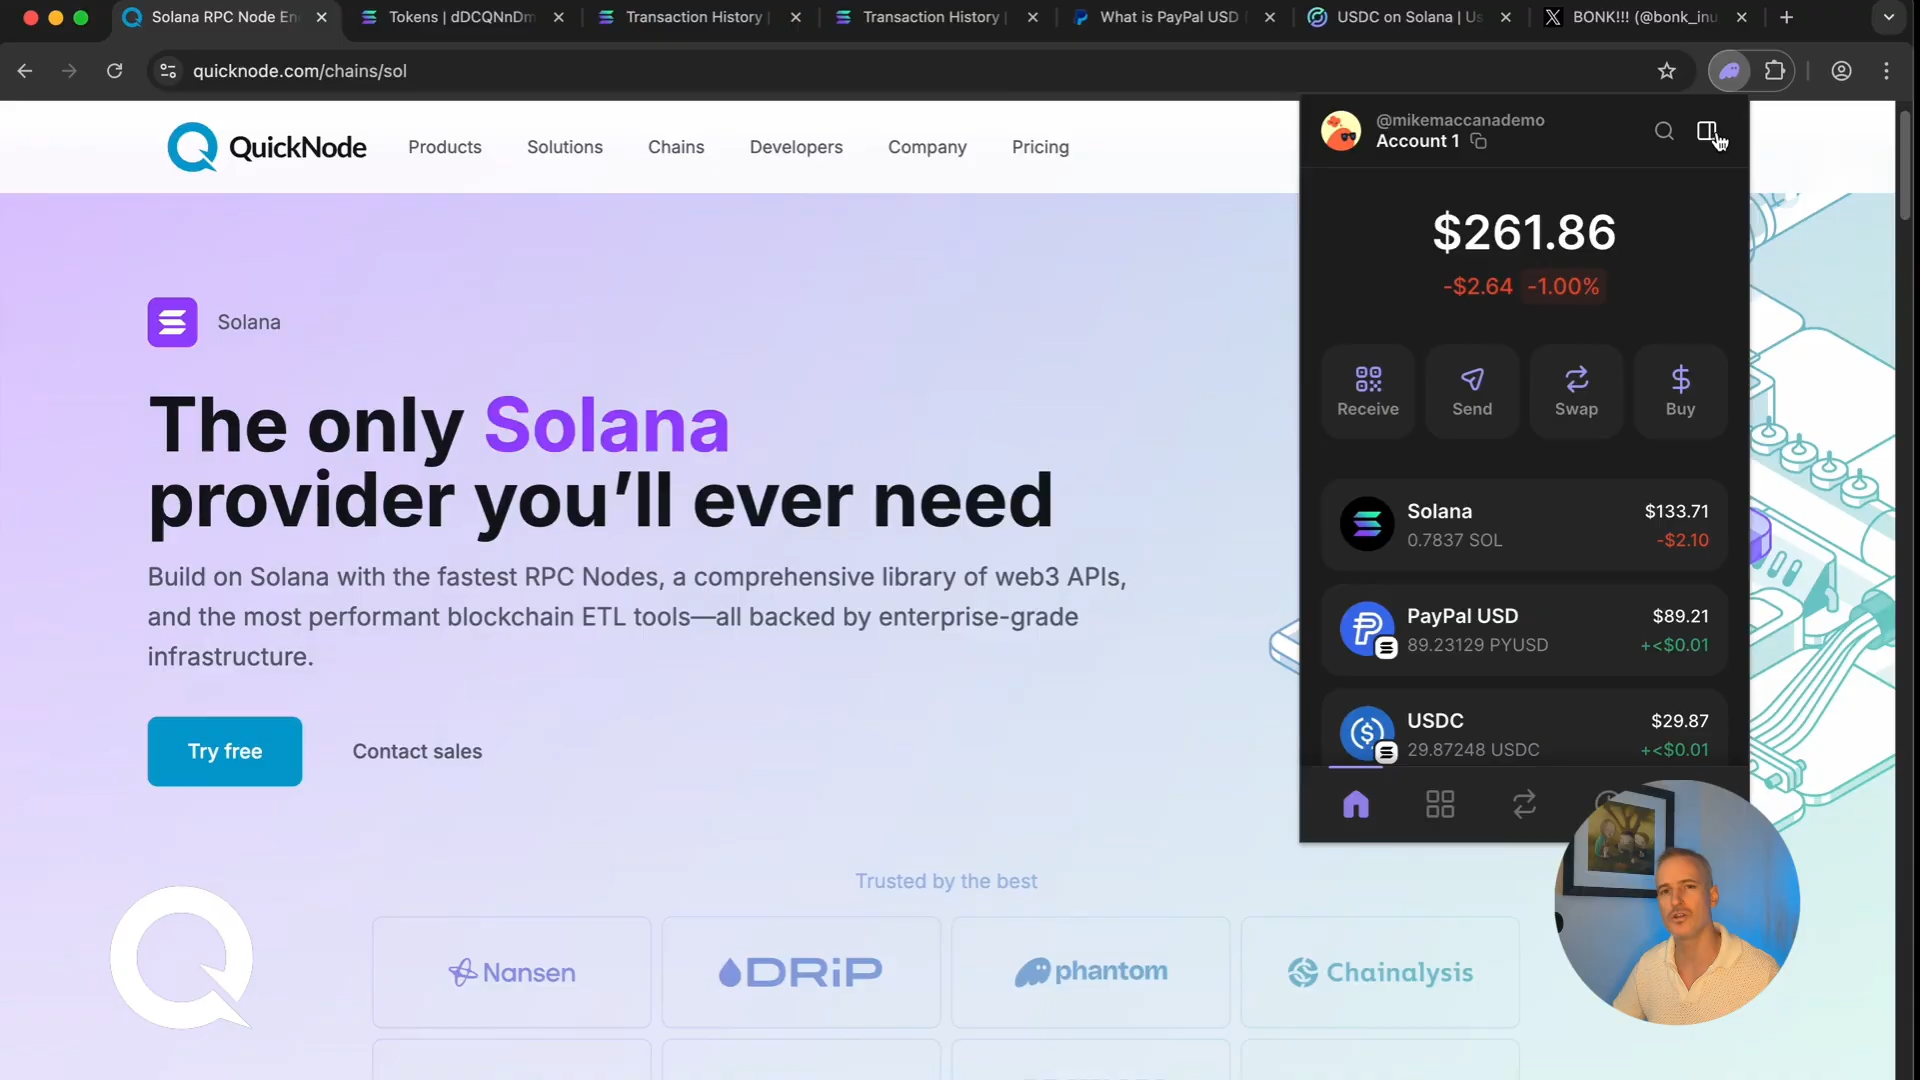 Solana RPC Node En
Tokens | dDCQNnDm
Transaction History |
Transaction History |
What is PayPal USD |
USDC on Solana | Us
BONK!!! (@bonk_inu
quicknode.com/chains/sol
QuickNode
Products
Solutions
Chains
Developers
Company
Pricing
@mikemaccanademo
Account 1
$261.86
-$2.64 -1.00%
Receive
Send
Swap
Buy
Solana
$133.71
0.7837 SOL
-$2.10
PayPal USD
$89.21
89.23129 PYUSD
+<$0.01
USDC
$29.87
29.87248 USDC
+<$0.01
Solana
The only Solana
provider you’ll ever need
Build on Solana with the fastest RPC Nodes, a comprehensive library of web3 APIs,
and the most performant blockchain ETL tools—all backed by enterprise-grade
infrastructure.
Try free
Contact sales
Trusted by the best
Nansen
DRiP
phantom
Chainalysis